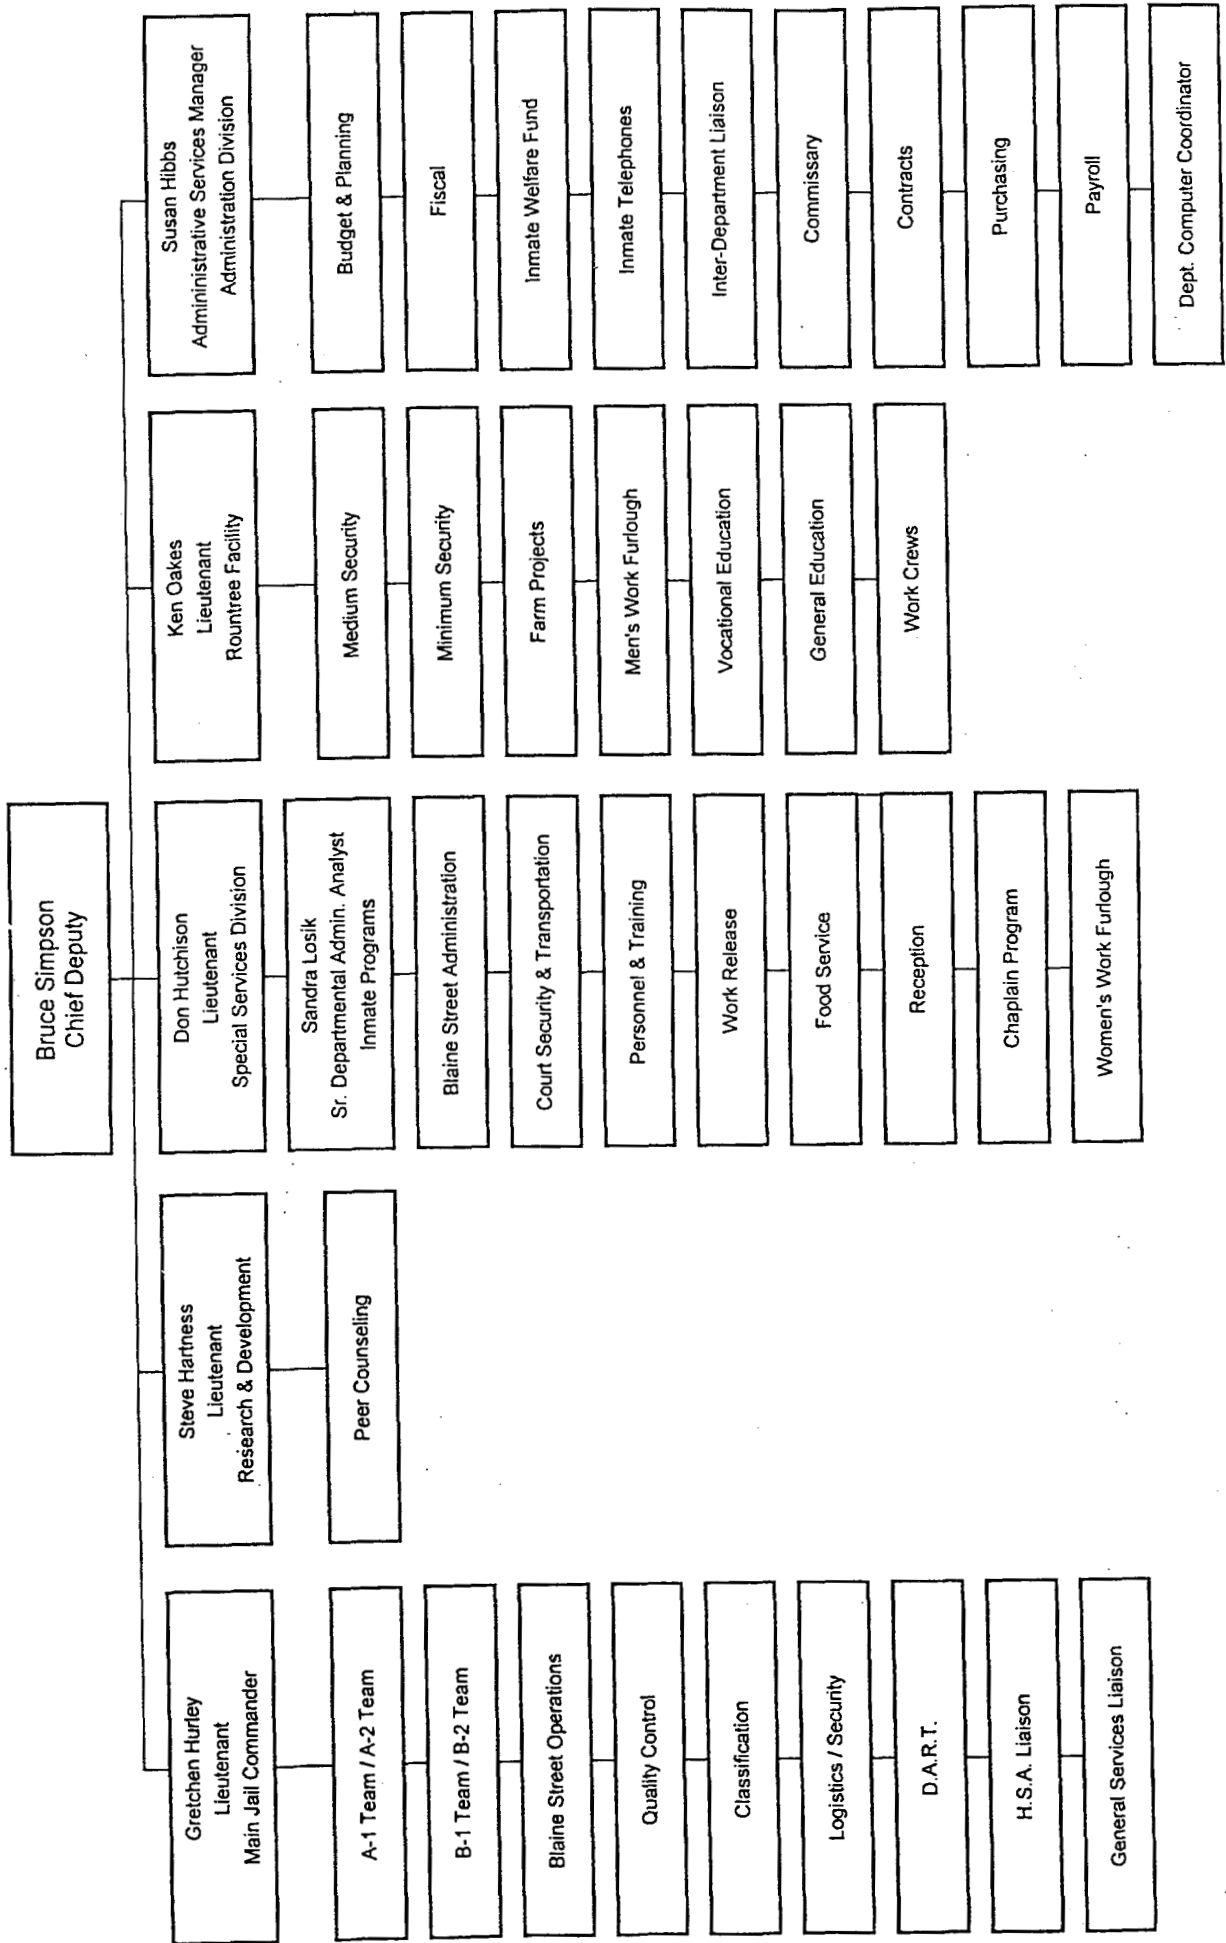 Bruce Simpson
Chief Deputy
Gretchen Hurley
Lieutenant
Main Jail Commander
A-1 Team / A-2 Team
B-1 Team / B-2 Team
Blaine Street Operations
Quality Control
Classification
Logistics / Security
D.A.R.T.
H.S.A. Liaison
General Services Liaison
Steve Hartness
Lieutenant
Research & Development
Peer Counseling
Don Hutchison
Lieutenant
Special Services Division
Sandra Losik
Sr. Departmental Admin. Analyst
Inmate Programs
Blaine Street Administration
Court Security & Transportation
Personnel & Training
Work Release
Food Service
Reception
Chaplain Program
Women's Work Furlough
Ken Oakes
Lieutenant
Rountree Facility
Medium Security
Minimum Security
Farm Projects
Men's Work Furlough
Vocational Education
General Education
Work Crews
Susan Hibbs
Admininistrative Services Manager
Administration Division
Budget & Planning
Fiscal
Inmate Welfare Fund
Inmate Telephones
Inter-Department Liaison
Commissary
Contracts
Purchasing
Payroll
Dept. Computer Coordinator